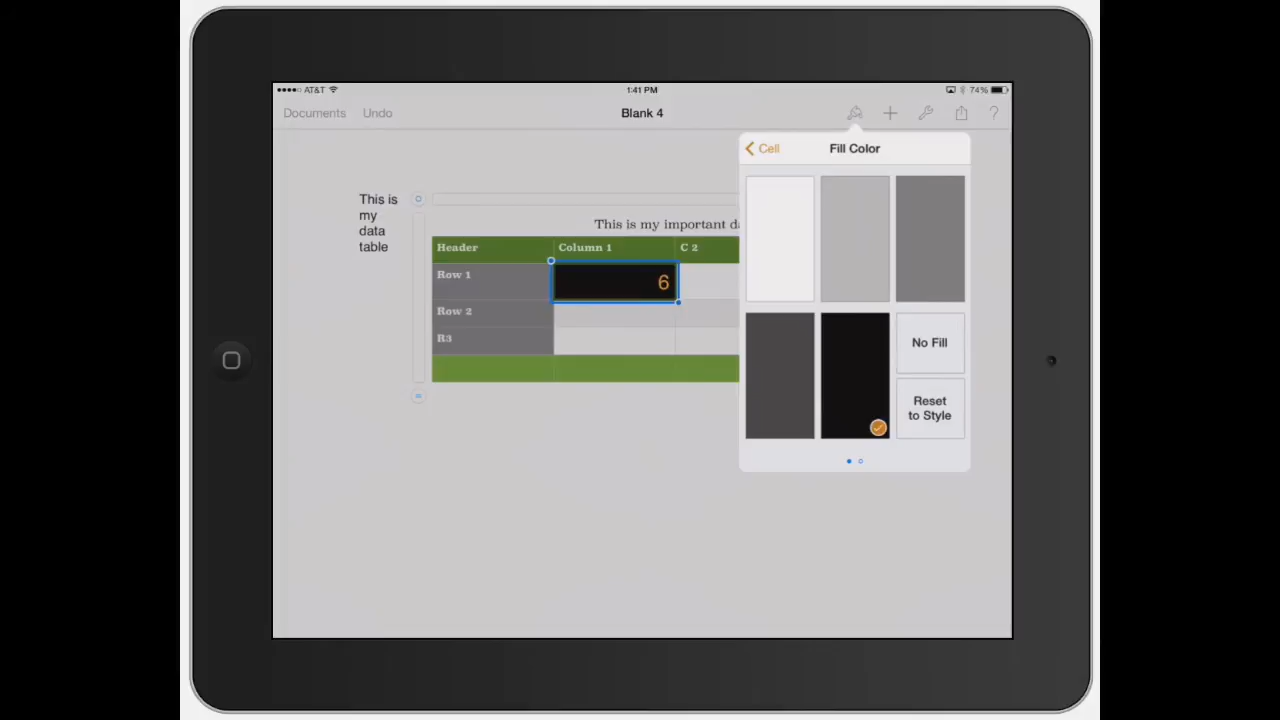 AT&T
1:41 PM
74%
Documents
Undo
Blank 4
?
Cell
Fill Color
This is
my
data
table
This is my important da
Header
Column 1
C 2
Row 1
6
Row 2
R3
No Fill
Reset
to Style